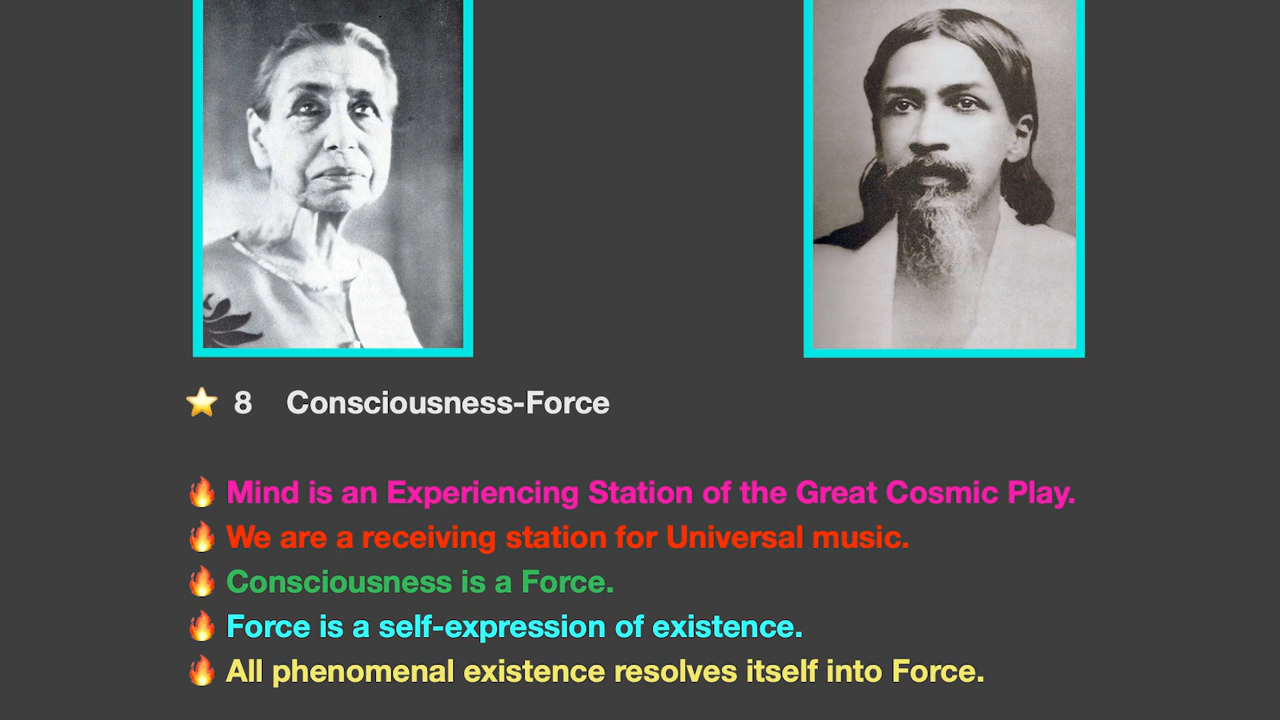 ⭐ 8 Consciousness-Force
🔥 Mind is an Experiencing Station of the Great Cosmic Play.
🔥 We are a receiving station for Universal music.
🔥 Consciousness is a Force.
🔥 Force is a self-expression of existence.
🔥 All phenomenal existence resolves itself into Force.